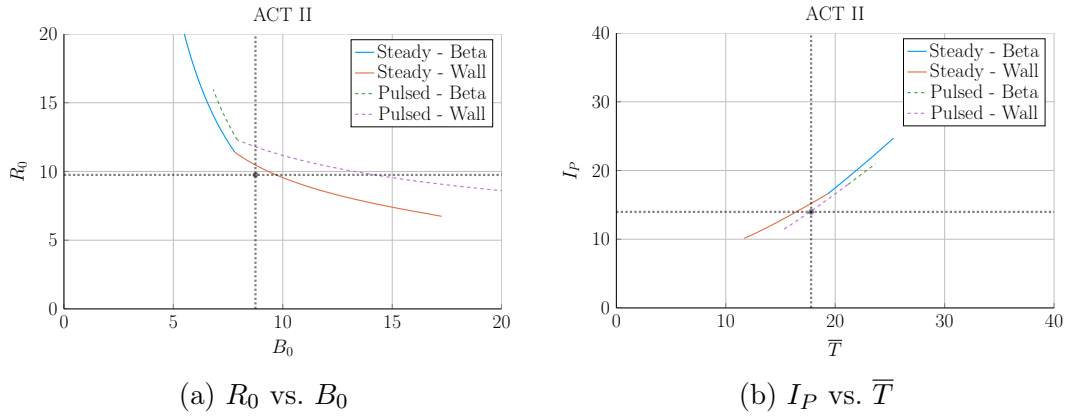 ACT II
20
15
10
5
0
0
5
10
15
20
R₀
B₀
Steady - Beta
Steady - Wall
Pulsed - Beta
Pulsed - Wall
(a) R₀ vs. B₀
ACT II
40
30
20
10
0
0
10
20
30
40
I_P
T̅
Steady - Beta
Steady - Wall
Pulsed - Beta
Pulsed - Wall
(b) I_P vs. T̅